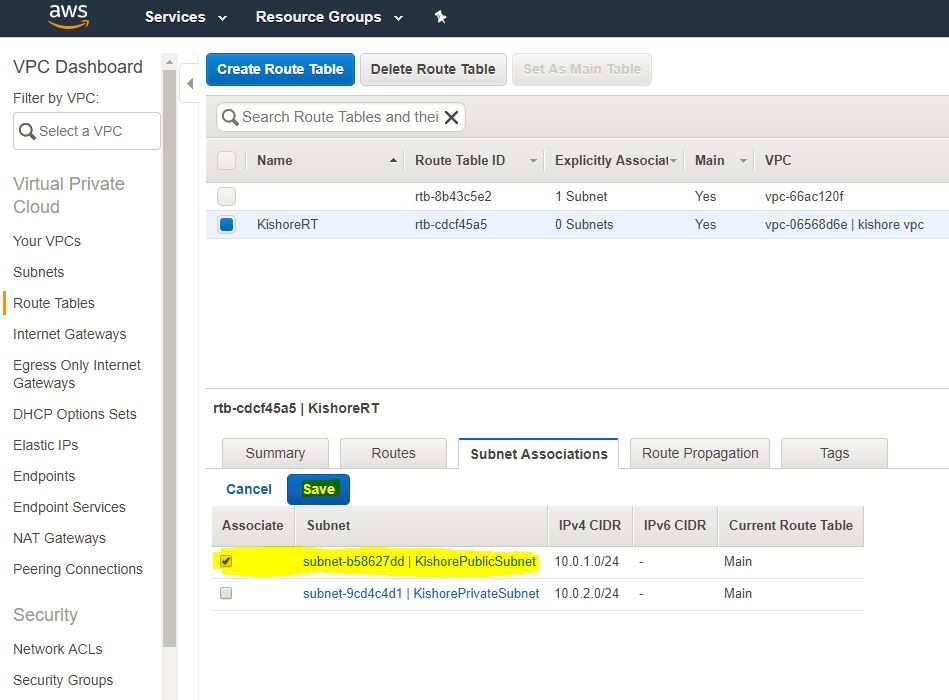 aws Services Resource Groups
VPC Dashboard
Filter by VPC:
Select a VPC
Virtual Private
Cloud
Your VPCs
Subnets
Route Tables
Internet Gateways
Egress Only Internet
Gateways
DHCP Options Sets
Elastic IPs
Endpoints
Endpoint Services
NAT Gateways
Peering Connections
Security
Network ACLs
Security Groups
Create Route Table Delete Route Table Set As Main Table
Search Route Tables and thei
Name Route Table ID Explicitly Associat Main VPC
rtb-8b43c5e2 1 Subnet Yes vpc-66ac120f
KishoreRT rtb-cdcf45a5 0 Subnets Yes vpc-06568d6e | kishore vpc
rtb-cdcf45a5 | KishoreRT
Summary Routes Subnet Associations Route Propagation Tags
Cancel Save
Associate Subnet IPv4 CIDR IPv6 CIDR Current Route Table
subnet-b58627dd | KishorePublicSubnet 10.0.1.0/24 - Main
subnet-9cd4c4d1 | KishorePrivateSubnet 10.0.2.0/24 - Main